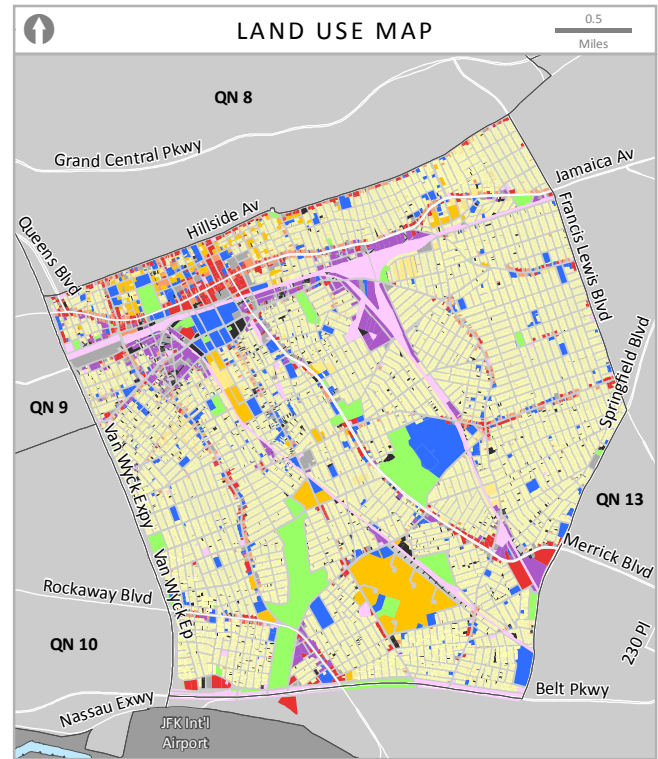 LAND USE MAP
0.5
Miles
QN 8
Grand Central Pkwy
Jamaica Av
Hillside Av
Queens Blvd
Francis Lewis Blvd
Springfield Blvd
QN 9
Van Wyck Expy
QN 13
Merrick Blvd
Van Wyck Ep
Rockaway Blvd
QN 10
230 Pl
Belt Pkwy
Nassau Exwy
JFK Int'l
Airport